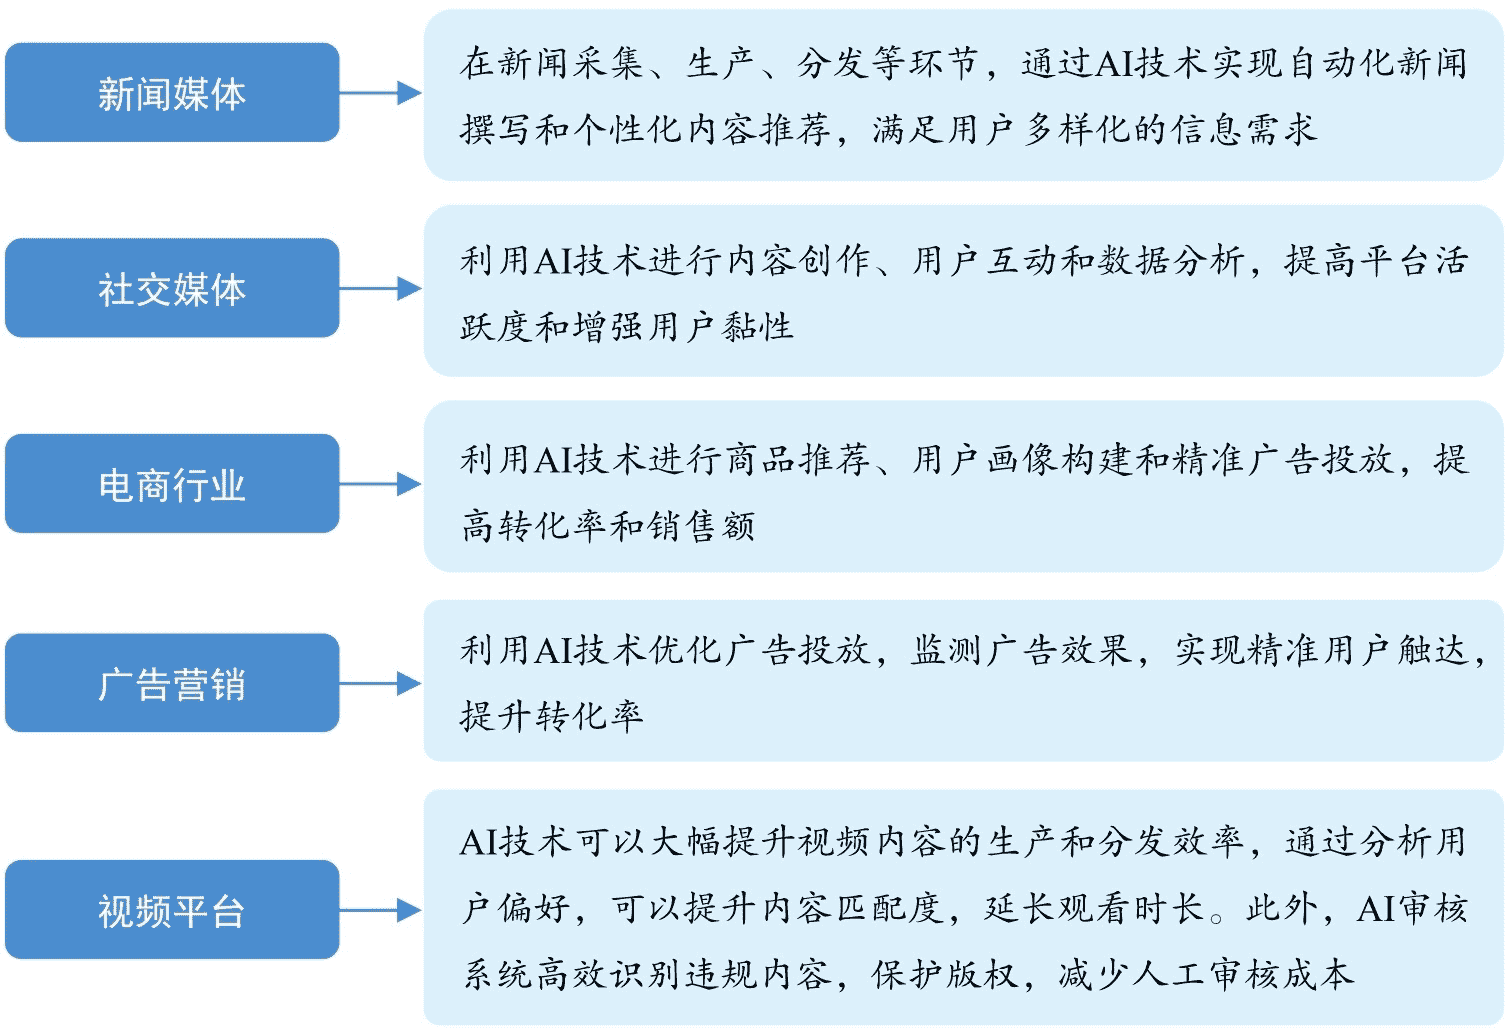 新闻媒体
在新闻采集、生产、分发等环节，通过AI技术实现自动化新闻
撰写和个性化内容推荐，满足用户多样化的信息需求
社交媒体
利用AI技术进行内容创作、用户互动和数据分析，提高平台活
跃度和增强用户黏性
电商行业
利用AI技术进行商品推荐、用户画像构建和精准广告投放，提
高转化率和销售额
广告营销
利用AI技术优化广告投放，监测广告效果，实现精准用户触达，
提升转化率
视频平台
AI技术可以大幅提升视频内容的生产和分发效率，通过分析用
户偏好，可以提升内容匹配度，延长观看时长。此外，AI审核
系统高效识别违规内容，保护版权，减少人工审核成本